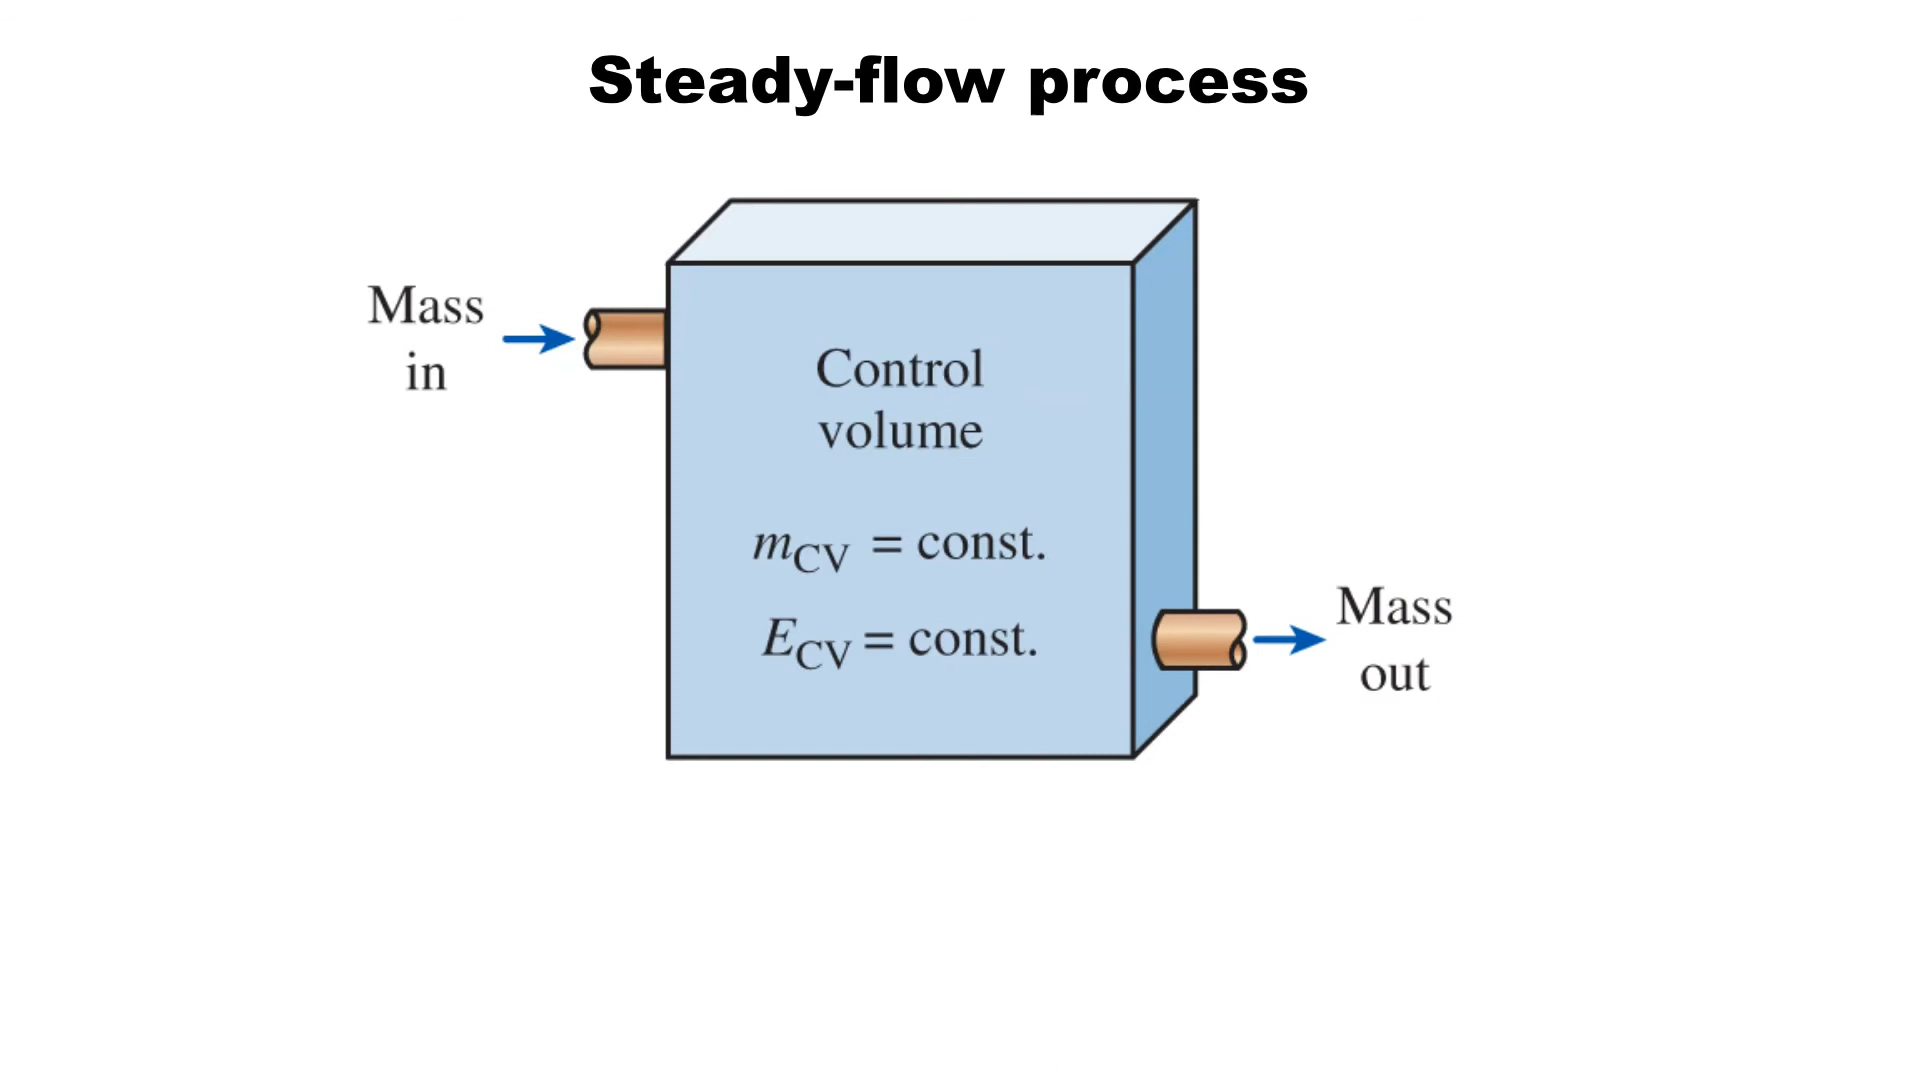 Steady-flow process
Mass
in
Control
volume
m_CV = const.
E_CV = const.
Mass
out